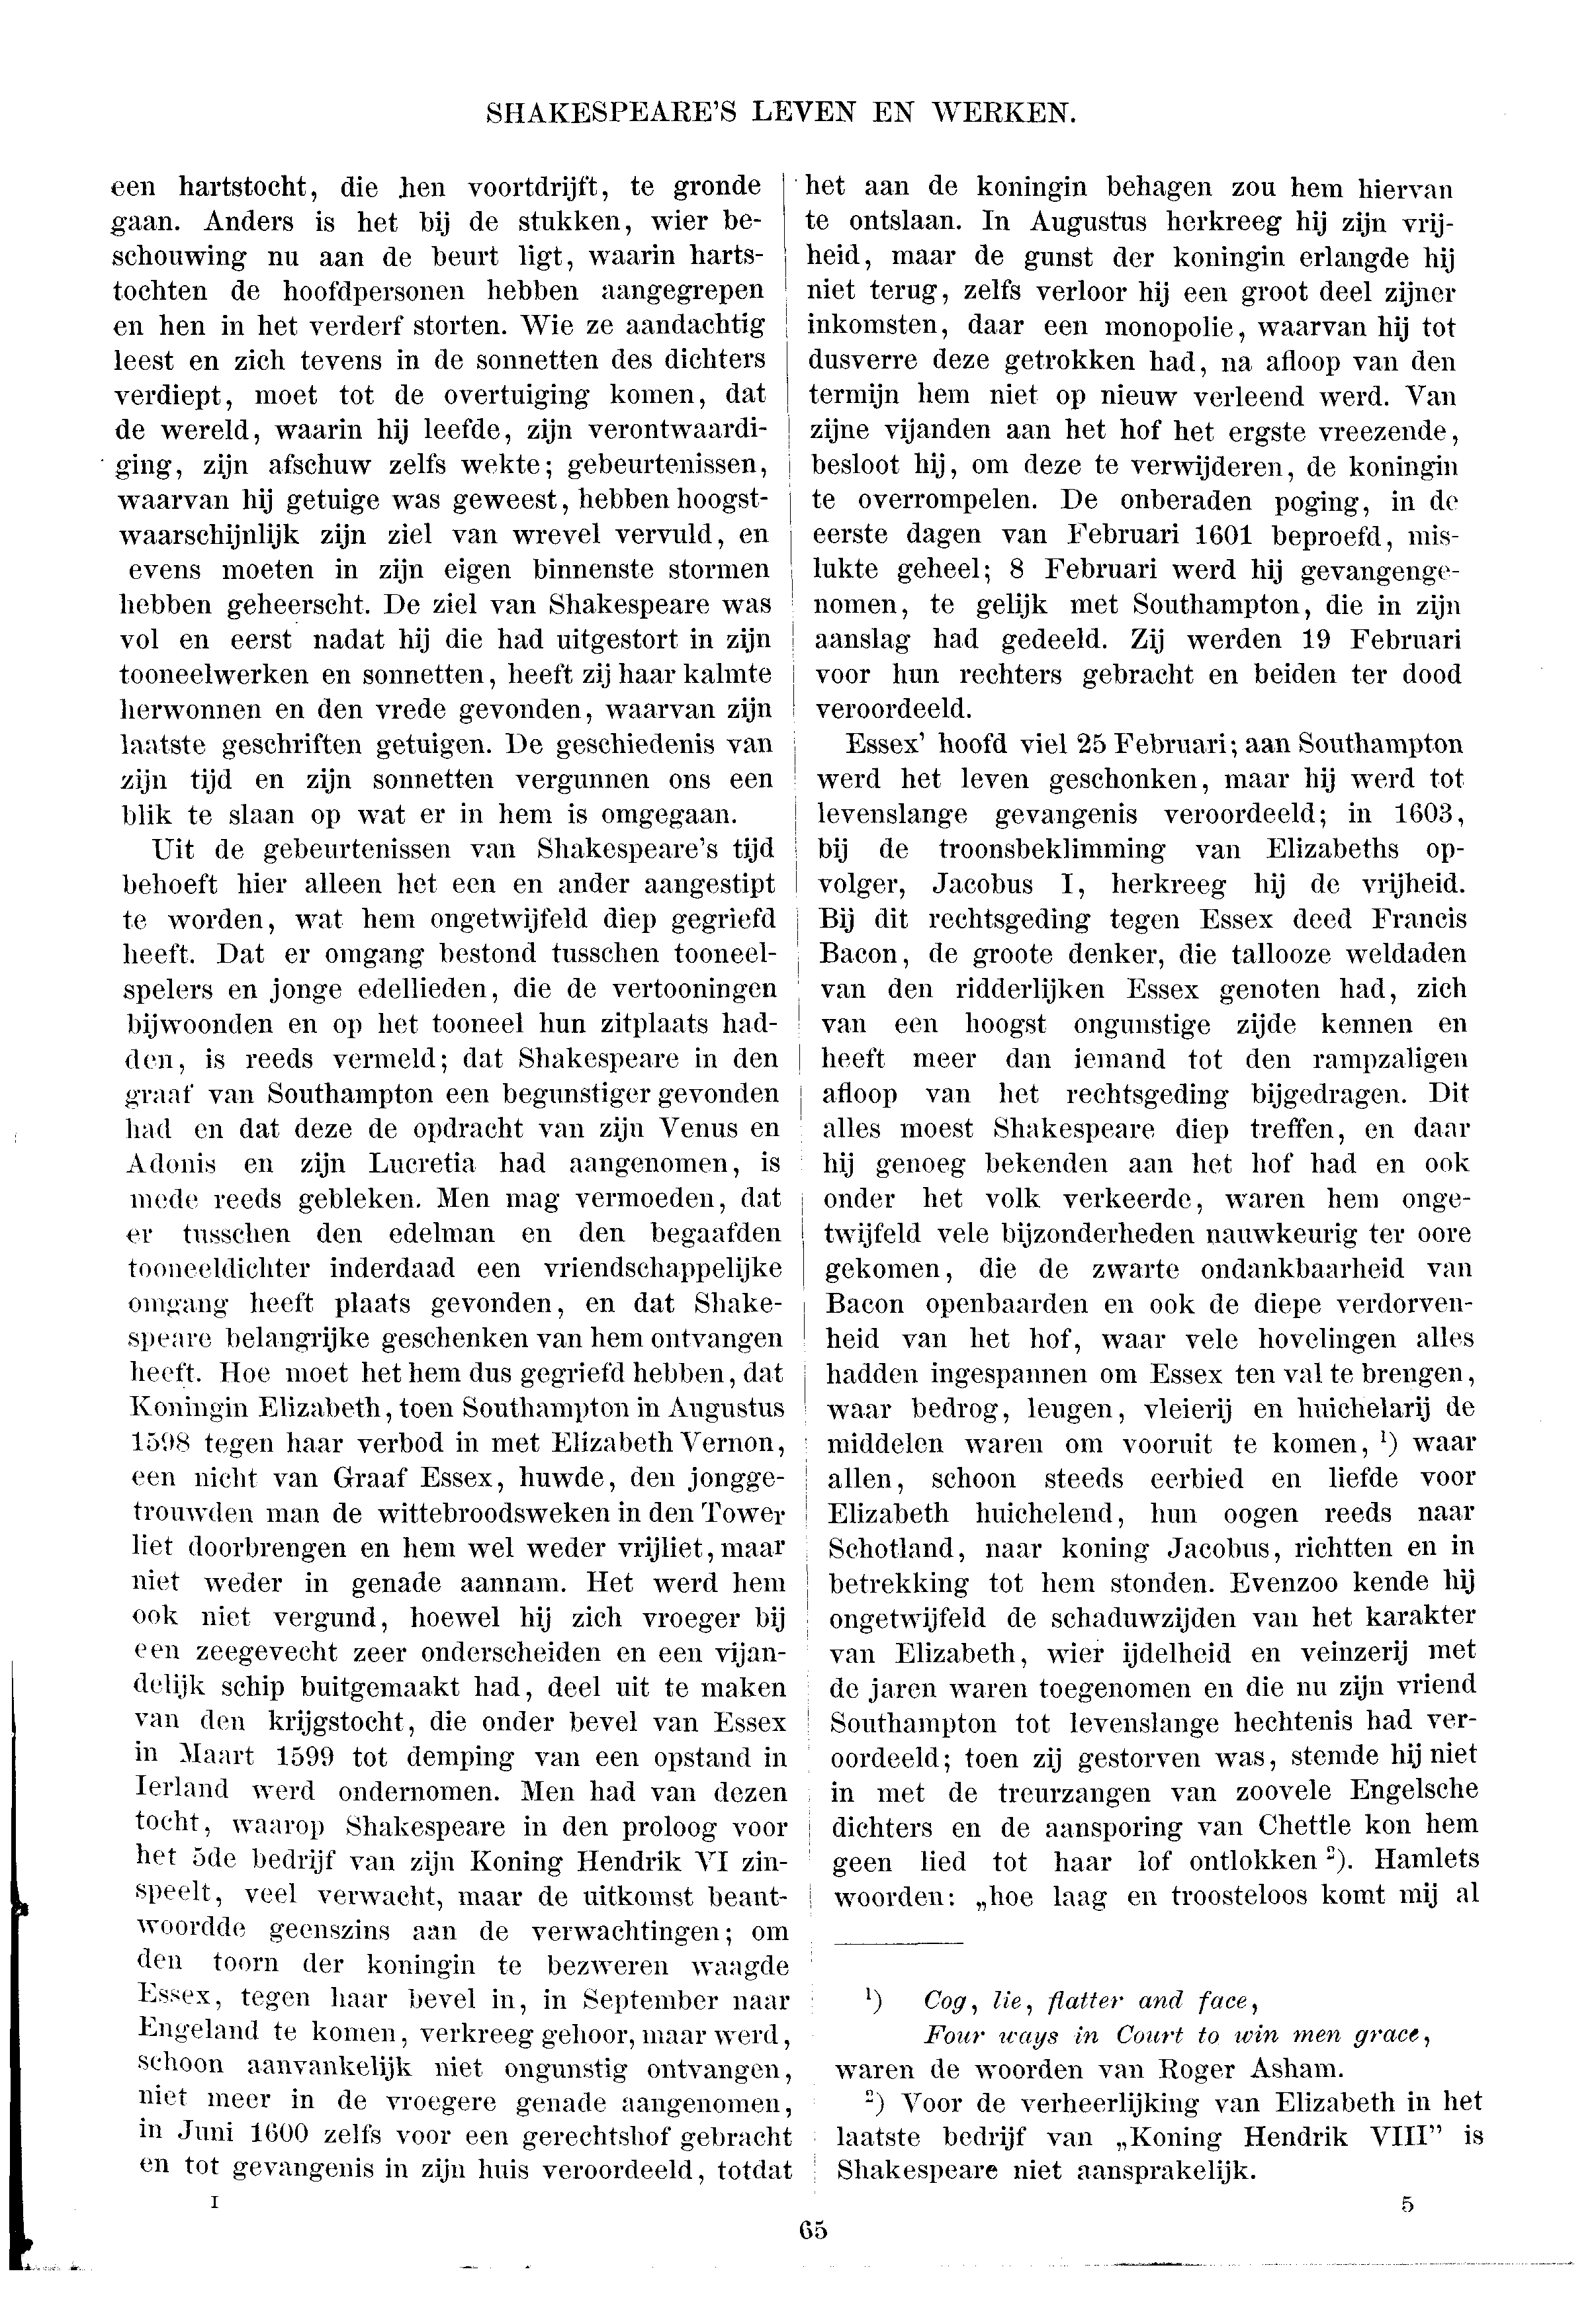 SHAKESPEARE'S LEVEN EN WERKEN.
een hartstocht, die hen voortdrijft, te gronde
gaan. Anders is het bij de stukken, wier be-
schouwing nu aan de beurt ligt, waarin harts-
tochten de hoofdpersonen hebben aangegrepen
en hen in het verderf storten. Wie ze aandachtig
leest en zich tevens in de sonnetten des dichters
verdiept, moet tot de overtuiging komen, dat
de wereld, waarin hij leefde, zijn verontwaardi-
ging, zijn afschuw zelfs wekte; gebeurtenissen,
waarvan hij getuige was geweest, hebben hoogst-
waarschijnlijk zijn ziel van wrevel vervuld, en
evens moeten in zijn eigen binnenste stormen
hebben geheerscht. De ziel van Shakespeare was
vol en eerst nadat hij die had uitgestort in zijn
tooneelwerken en sonnetten, heeft zij haar kalmte
herwonnen en den vrede gevonden, waarvan zijn
laatste geschriften getuigen. De geschiedenis van
zijn tijd en zijn sonnetten vergunnen ons een
blik te slaan op wat er in hem is omgegaan.
Uit de gebeurtenissen van Shakespeare's tijd
behoeft hier alleen het een en ander aangestipt
te worden, wat hem ongetwijfeld diep gegriefd
heeft. Dat er omgang bestond tusschen tooneel-
spelers en jonge edellieden, die de vertooningen
bijwoonden en op het tooneel hun zitplaats had-
den, is reeds vermeld; dat Shakespeare in den
graaf van Southampton een begunstiger gevonden
had en dat deze de opdracht van zijn Venus en
Adonis en zijn Lucretia had aangenomen, is
mede reeds gebleken. Men mag vermoeden, dat
er tusschen den edelman en den begaafden
tooneeldichter inderdaad een vriendschappelijke
omgang heeft plaats gevonden, en dat Shake-
speare belangrijke geschenken van hem ontvangen
heeft. Hoe moet het hem dus gegriefd hebben, dat
Koningin Elizabeth, toen Southampton in Augustus
1598 tegen haar verbod in met Elizabeth Vernon,
een nicht van Graaf Essex, huwde, den jongge-
trouwden man de wittebroodsweken in den Tower
liet doorbrengen en hem wel weder vrijliet, maar
niet weder in genade aannam. Het werd hem
ook niet vergund, hoewel hij zich vroeger bij
een zeegevecht zeer onderscheiden en een vijan-
delijk schip buitgemaakt had, deel uit te maken
van den krijgstocht, die onder bevel van Essex
in Maart 1599 tot demping van een opstand in
Ierland werd ondernomen. Men had van dezen
tocht, waarop Shakespeare in den proloog voor
het 5de bedrijf van zijn Koning Hendrik VI zin-
speelt, veel verwacht, maar de uitkomst beant-
woordde geenszins aan de verwachtingen; om
den toorn der koningin te bezweren waagde
Essex, tegen haar bevel in, in September naar
Engeland te komen, verkreeg gehoor, maar werd,
schoon aanvankelijk niet ongunstig ontvangen,
niet meer in de vroegere genade aangenomen,
in Juni 1600 zelfs voor een gerechtshof gebracht
en tot gevangenis in zijn huis veroordeeld, totdat
het aan de koningin behagen zou hem hiervan
te ontslaan. In Augustus herkreeg hij zijn vrij-
heid, maar de gunst der koningin erlangde hij
niet terug, zelfs verloor hij een groot deel zijner
inkomsten, daar een monopolie, waarvan hij tot
dusverre deze getrokken had, na afloop van den
termijn hem niet op nieuw verleend werd. Van
zijne vijanden aan het hof het ergste vreezende,
besloot hij, om deze te verwijderen, de koningin
te overrompelen. De onberaden poging, in de
eerste dagen van Februari 1601 beproefd, mis-
lukte geheel; 8 Februari werd hij gevangenge-
nomen, te gelijk met Southampton, die in zijn
aanslag had gedeeld. Zij werden 19 Februari
voor hun rechters gebracht en beiden ter dood
veroordeeld.
Essex' hoofd viel 25 Februari; aan Southampton
werd het leven geschonken, maar hij werd tot
levenslange gevangenis veroordeeld; in 1603,
bij de troonsbeklimming van Elizabeths op-
volger, Jacobus I, herkreeg hij de vrijheid.
Bij dit rechtsgeding tegen Essex deed Francis
Bacon, de groote denker, die tallooze weldaden
van den ridderlijken Essex genoten had, zich
van een hoogst ongunstige zijde kennen en
heeft meer dan iemand tot den rampzaligen
afloop van het rechtsgeding bijgedragen. Dit
alles moest Shakespeare diep treffen, en daar
hij genoeg bekenden aan het hof had en ook
onder het volk verkeerde, waren hem onge-
twijfeld vele bijzonderheden nauwkeurig ter oore
gekomen, die de zwarte ondankbaarheid van
Bacon openbaarden en ook de diepe verdorven-
heid van het hof, waar vele hovelingen alles
hadden ingespannen om Essex ten val te brengen,
waar bedrog, leugen, vleierij en huichelarij de
middelen waren om vooruit te komen, ¹) waar
allen, schoon steeds eerbied en liefde voor
Elizabeth huichelend, hun oogen reeds naar
Schotland, naar koning Jacobus, richtten en in
betrekking tot hem stonden. Evenzoo kende hij
ongetwijfeld de schaduwzijden van het karakter
van Elizabeth, wier ijdelheid en veinzerij met
de jaren waren toegenomen en die nu zijn vriend
Southampton tot levenslange hechtenis had ver-
oordeeld; toen zij gestorven was, stemde hij niet
in met de treurzangen van zoovele Engelsche
dichters en de aansporing van Chettle kon hem
geen lied tot haar lof ontlokken ²). Hamlets
woorden: „hoe laag en troosteloos komt mij al
¹) Cog, lie, flatter and face,
Four ways in Court to win men grace,
waren de woorden van Roger Asham.
²) Voor de verheerlijking van Elizabeth in het
laatste bedrijf van „Koning Hendrik VIII” is
Shakespeare niet aansprakelijk.
I 5
65